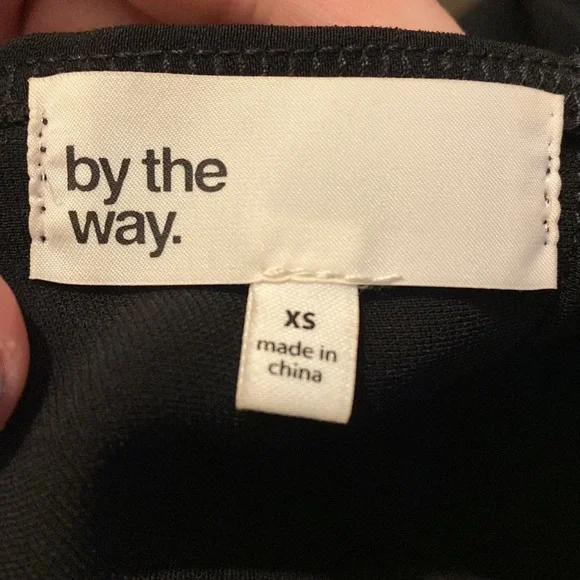 by the
way.
XS
made in
china